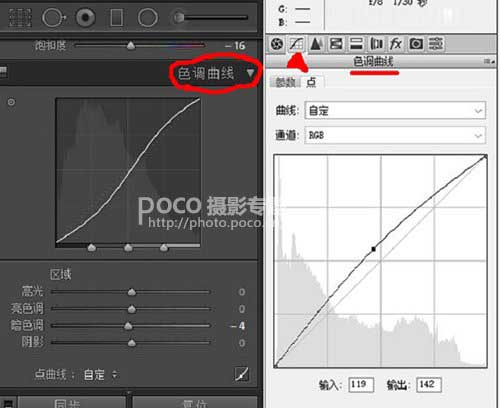 饱和度 -16
色调曲线
POCO 摄影专
http://photo.poco.cn
区域
高光 0
亮色调 0
暗色调 -4
阴影 0
点曲线: 自定
同步 复位
G: ---
B: ---
f/8 1/30 秒
fx
色调曲线
参数 点
曲线: 自定
通道: RGB
输入: 119 输出: 142